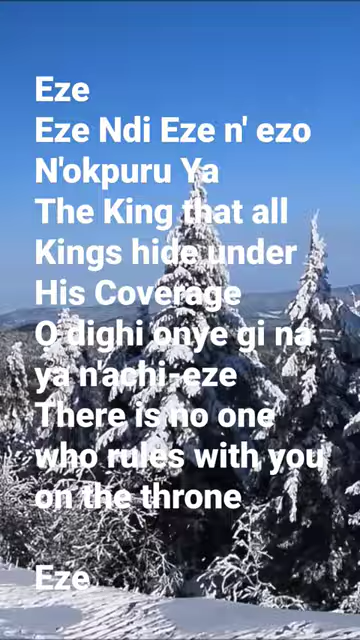 Eze
Eze Ndi Eze n' ezo
N'okpuru Ya
The King that all
Kings hide under
His Coverage
O dighi onye gi na
ya n'achi-eze
There is no one
who rules with you
on the throne
Eze